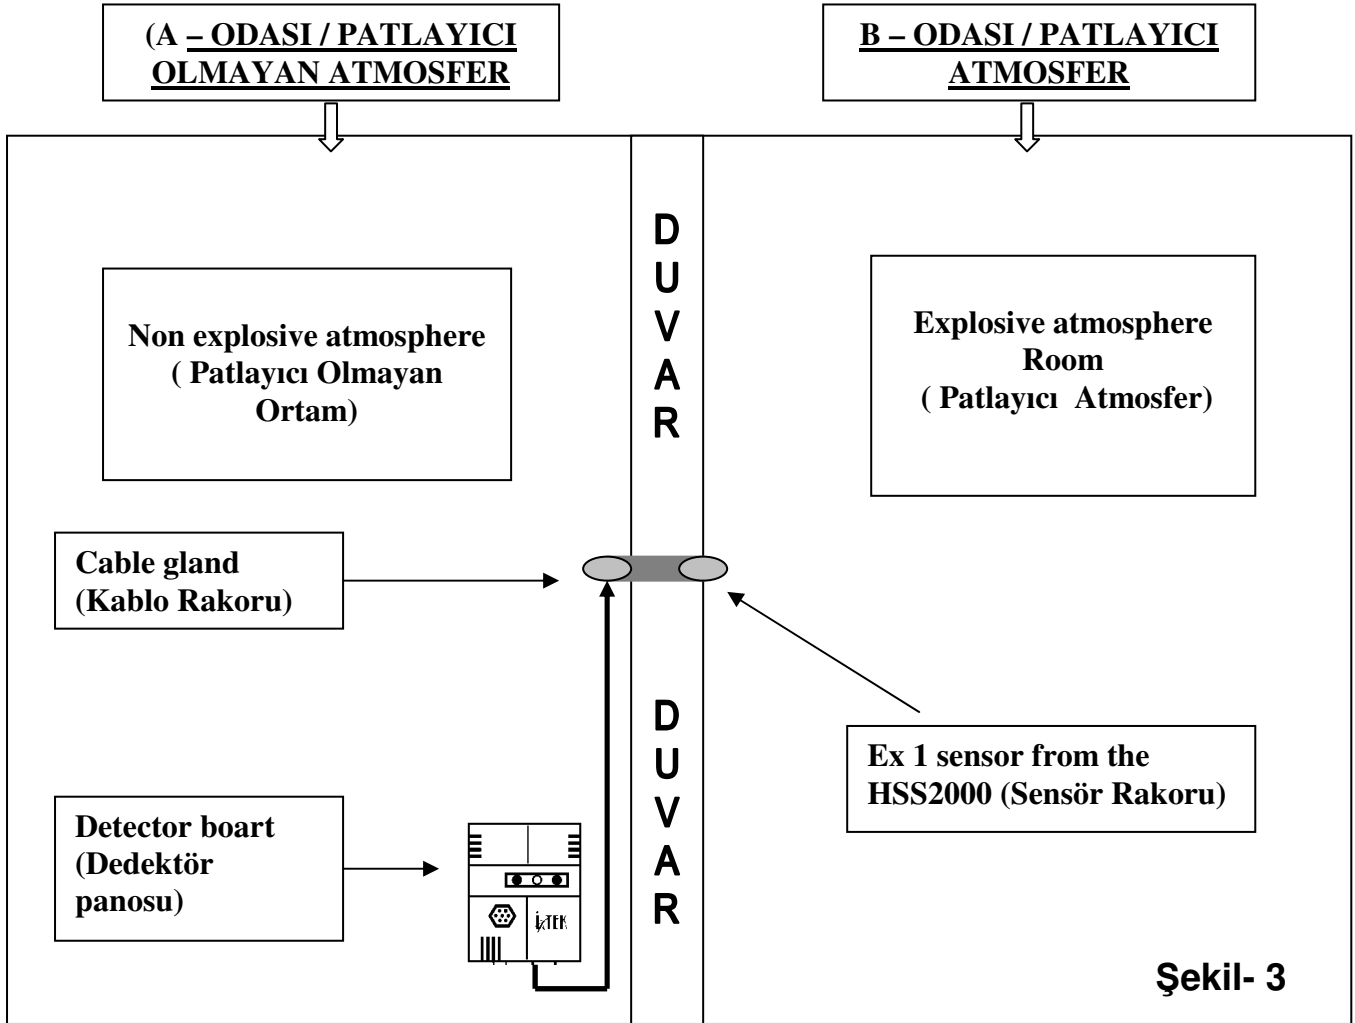 (A – ODASI / PATLAYICI
OLMAYAN ATMOSFER
B – ODASI / PATLAYICI
ATMOSFER
D
U
V
A
R
Non explosive atmosphere
( Patlayıcı Olmayan
Ortam)
Explosive atmosphere
Room
( Patlayıcı Atmosfer)
Cable gland
(Kablo Rakoru)
D
U
V
A
R
Ex 1 sensor from the
HSS2000 (Sensör Rakoru)
Detector boart
(Dedektör
panosu)
Şekil- 3